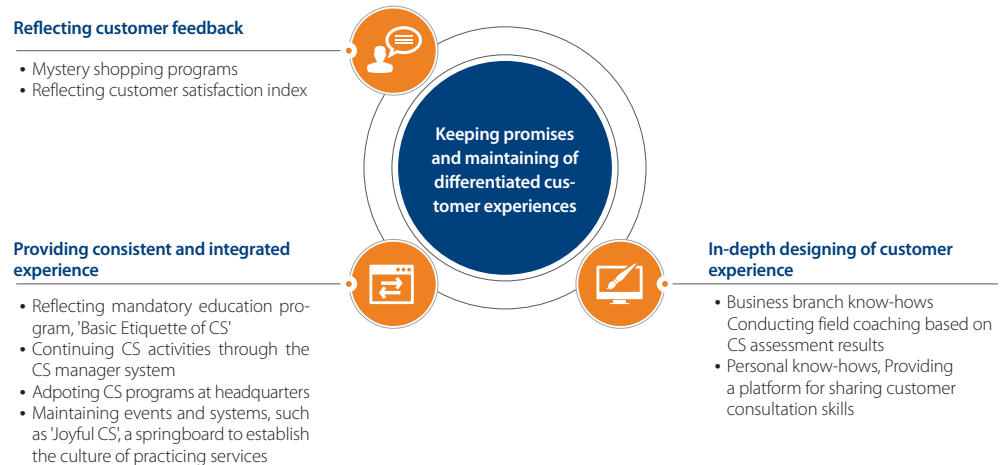 Reflecting customer feedback
• Mystery shopping programs
• Reflecting customer satisfaction index
Keeping promises
and maintaining of
differentiated cus-
tomer experiences
Providing consistent and integrated
experience
• Reflecting mandatory education pro-
gram, 'Basic Etiquette of CS'
• Continuing CS activities through the
CS manager system
• Adpoting CS programs at headquarters
• Maintaining events and systems, such
as 'Joyful CS', a springboard to establish
the culture of practicing services
In-depth designing of customer
experience
• Business branch know-hows
Conducting field coaching based on
CS assessment results
• Personal know-hows, Providing
a platform for sharing customer
consultation skills